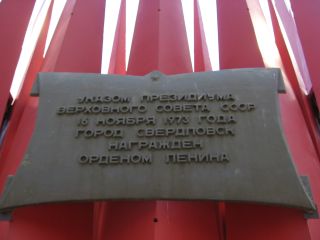 УКАЗОМ ПРЕЗИДИУМА
ВЕРХОВНОГО СОВЕТА СССР
16 НОЯБРЯ 1973 ГОДА
ГОРОД СВЕРДЛОВСК
НАГРАЖДЕН
ОРДЕНОМ ЛЕНИНА